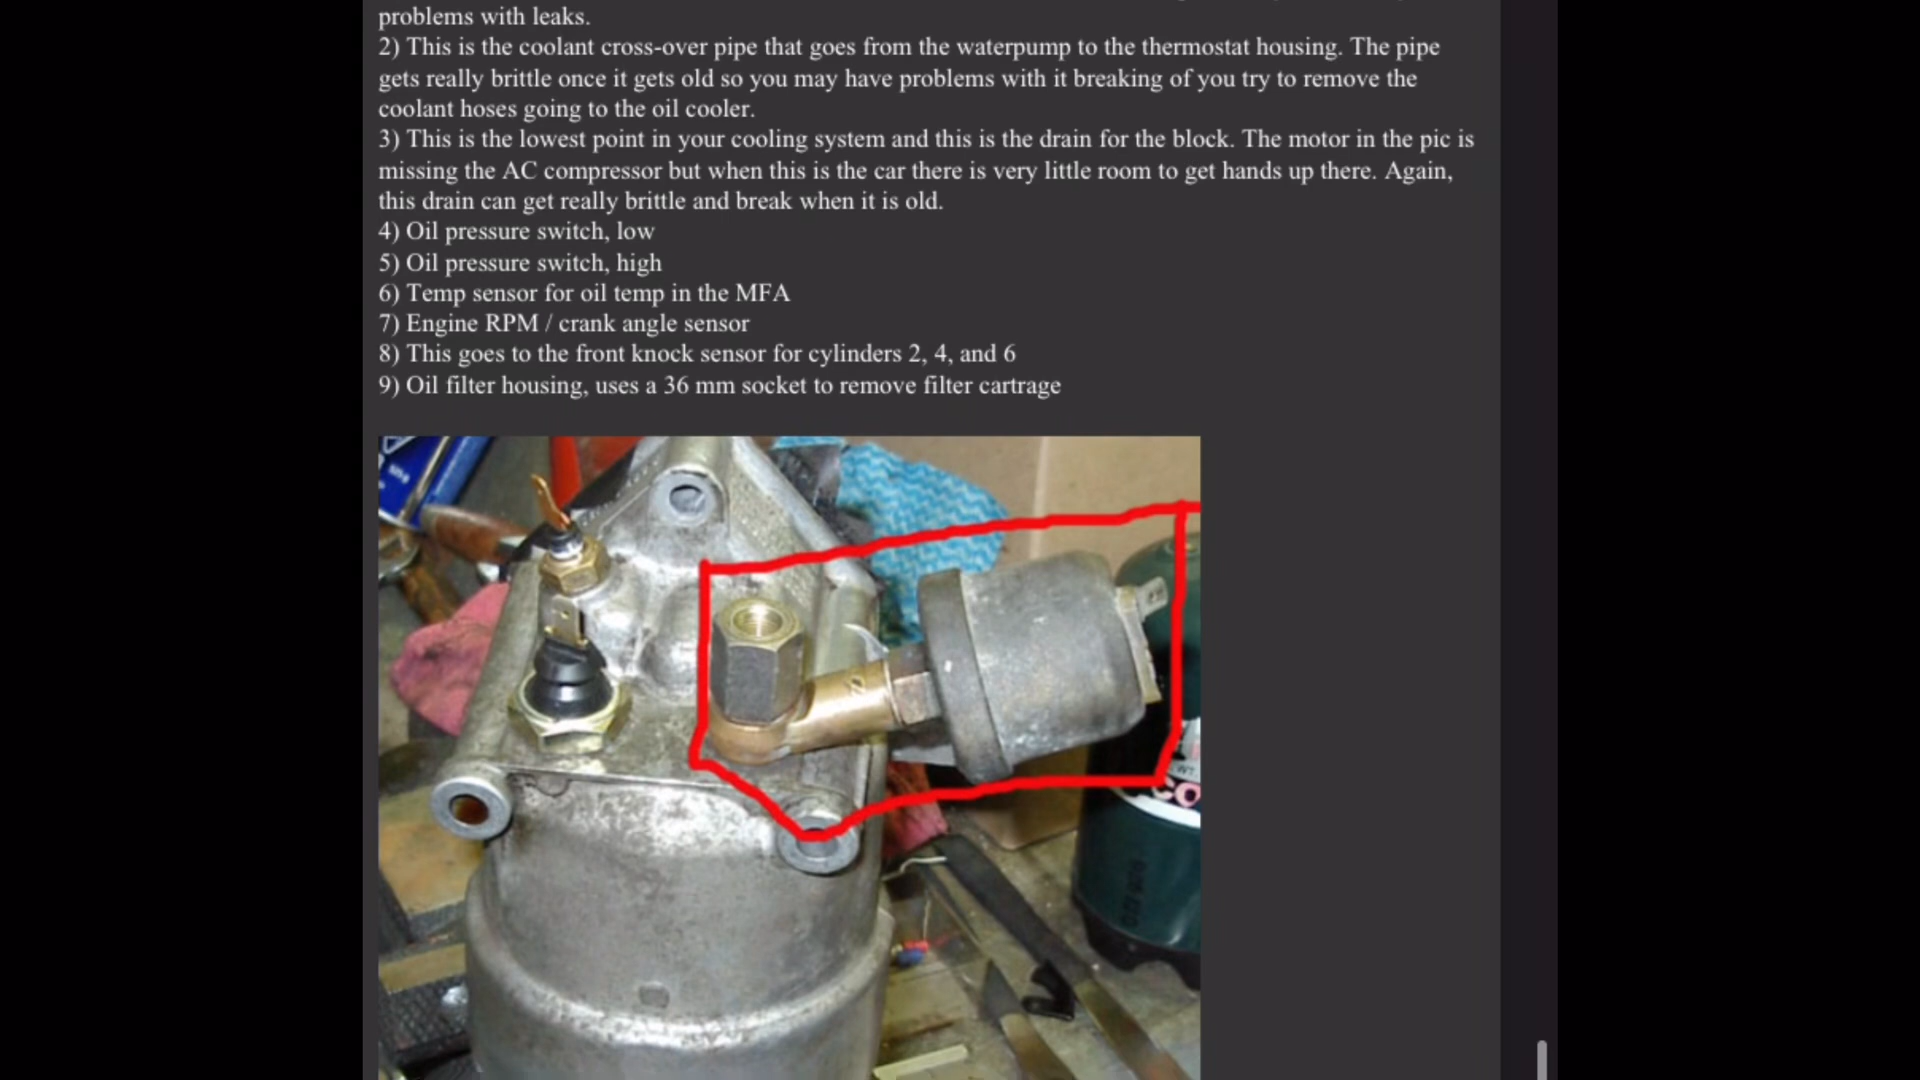 problems with leaks.
2) This is the coolant cross-over pipe that goes from the waterpump to the thermostat housing. The pipe
gets really brittle once it gets old so you may have problems with it breaking of you try to remove the
coolant hoses going to the oil cooler.
3) This is the lowest point in your cooling system and this is the drain for the block. The motor in the pic is
missing the AC compressor but when this is the car there is very little room to get hands up there. Again,
this drain can get really brittle and break when it is old.
4) Oil pressure switch, low
5) Oil pressure switch, high
6) Temp sensor for oil temp in the MFA
7) Engine RPM / crank angle sensor
8) This goes to the front knock sensor for cylinders 2, 4, and 6
9) Oil filter housing, uses a 36 mm socket to remove filter cartrage